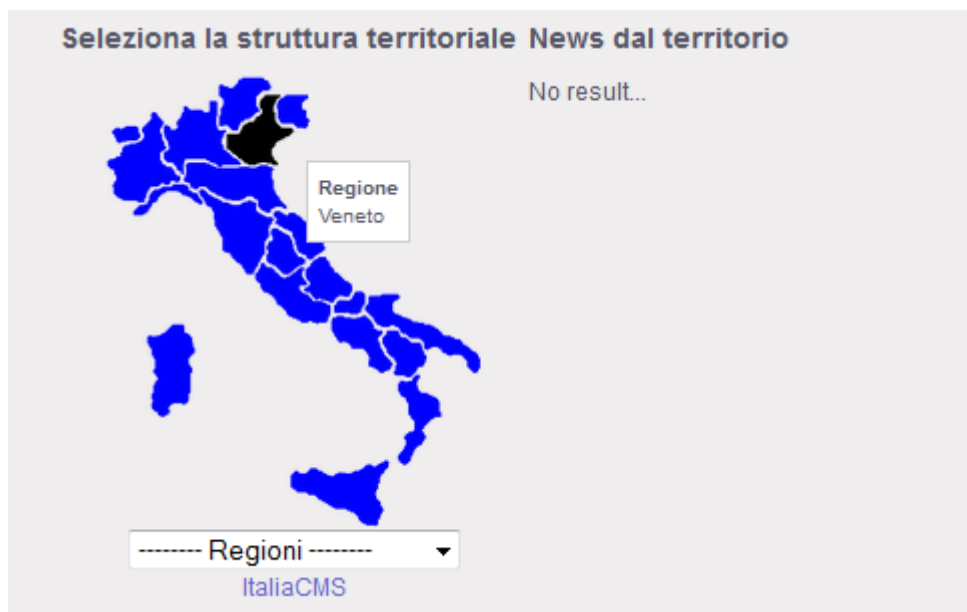 Seleziona la struttura territoriale
News dal territorio
No result...
Regione
Veneto
-------- Regioni --------
ItaliaCMS